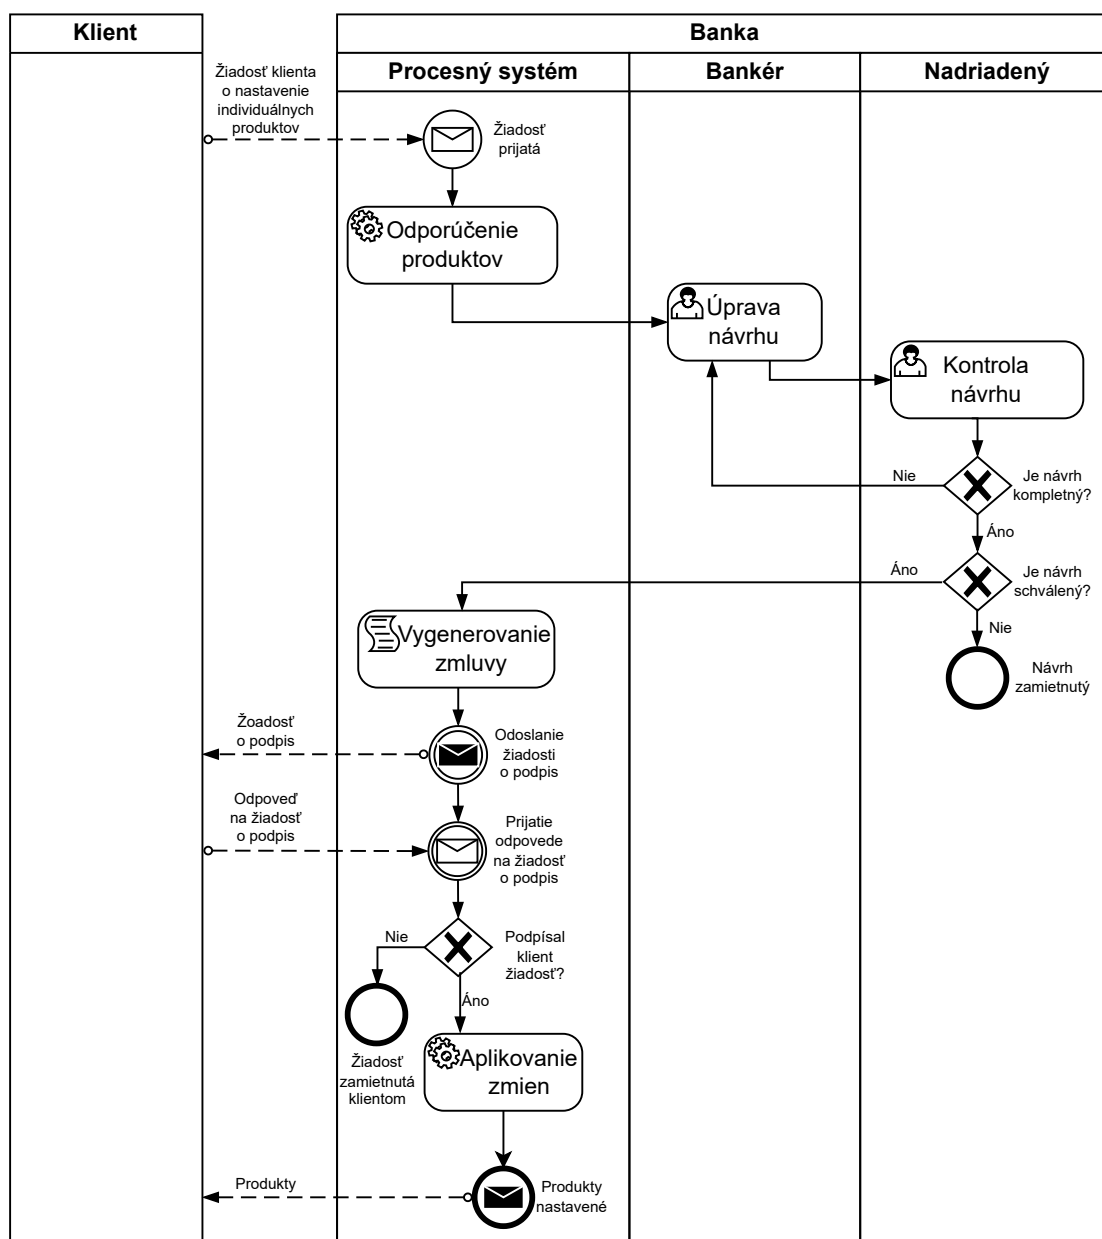 Klient
Banka
Procesný systém
Bankér
Nadriadený
Žiadosť klienta
o nastavenie
individuálnych
produktov
Žiadosť
prijatá
Odporúčenie
produktov
Úprava
návrhu
Kontrola
návrhu
Nie
Je návrh
kompletný?
Áno
Áno
Je návrh
schválený?
Nie
Vygenerovanie
zmluvy
Návrh
zamietnutý
Žoadosť
o podpis
Odoslanie
žiadosti
o podpis
Odpoveď
na žiadosť
o podpis
Prijatie
odpovede
na žiadosť
o podpis
Nie
Podpísal
klient
žiadosť?
Áno
Žiadosť
zamietnutá
klientom
Aplikovanie
zmien
Produkty
Produkty
nastavené